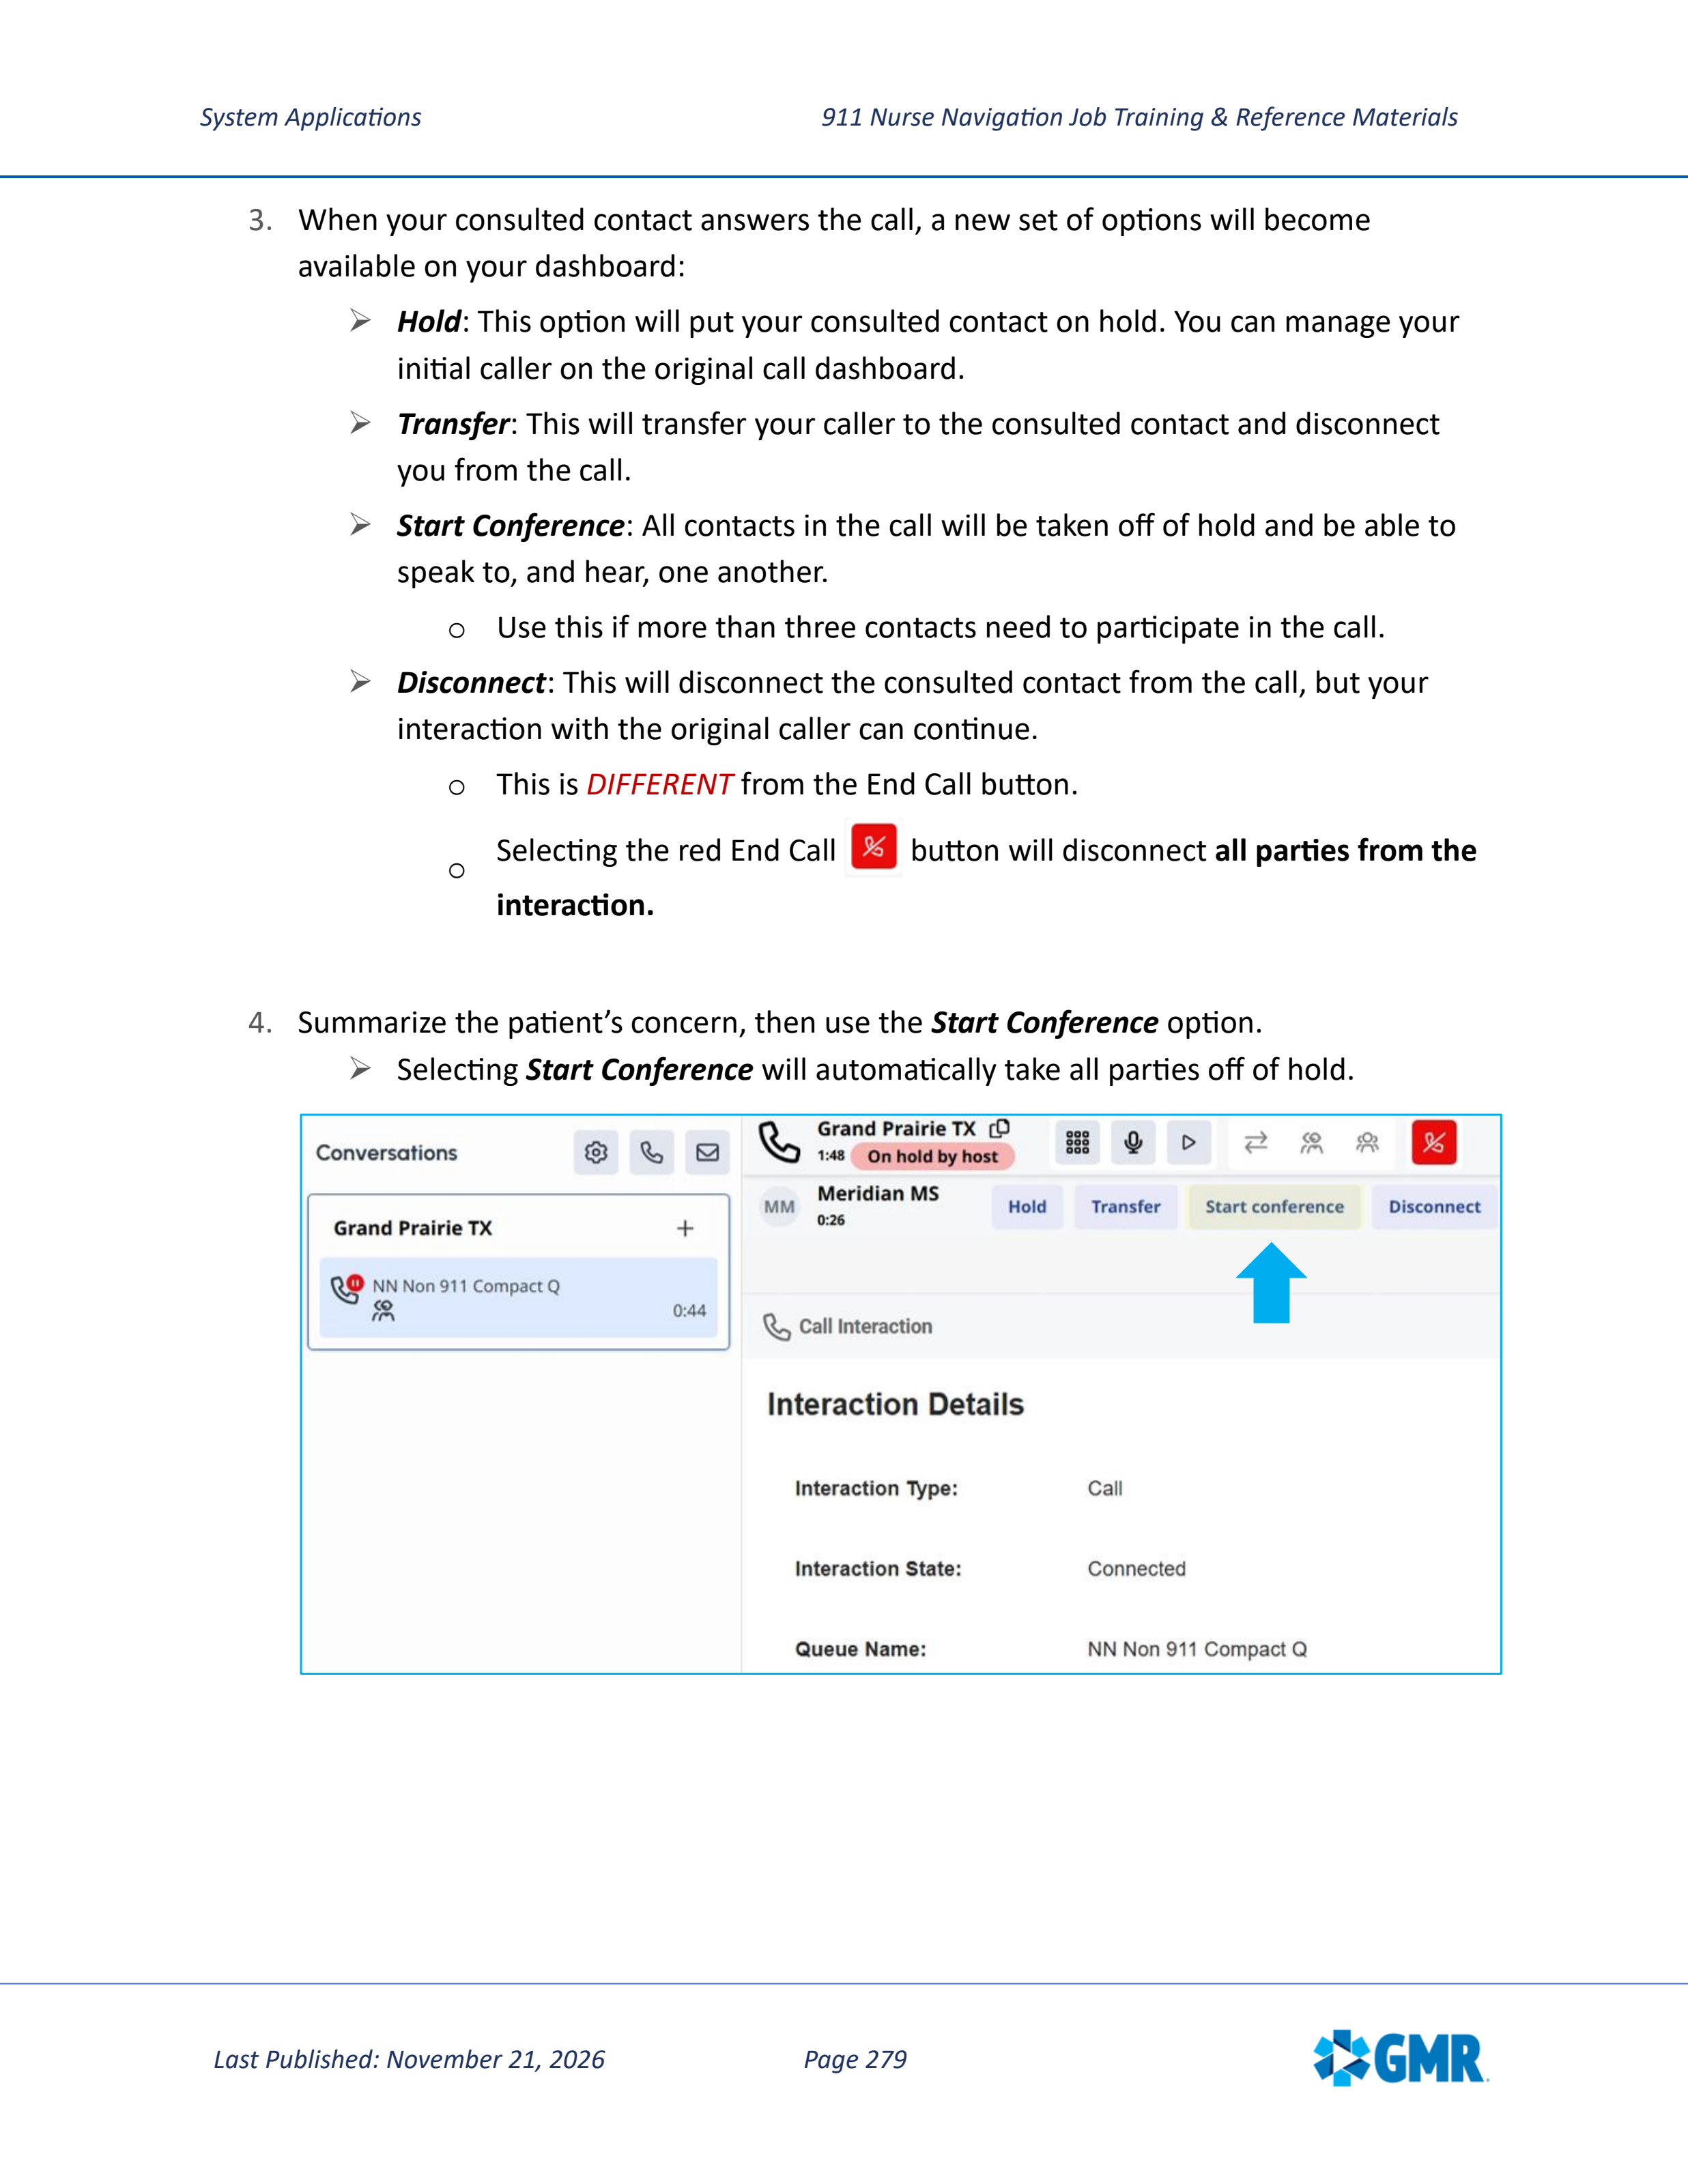 System Applications
911 Nurse Navigation Job Training & Reference Materials
3. When your consulted contact answers the call, a new set of options will become
available on your dashboard:
➢ Hold: This option will put your consulted contact on hold. You can manage your
initial caller on the original call dashboard.
➢ Transfer: This will transfer your caller to the consulted contact and disconnect
you from the call.
➢ Start Conference: All contacts in the call will be taken off of hold and be able to
speak to, and hear, one another.
o Use this if more than three contacts need to participate in the call.
➢ Disconnect: This will disconnect the consulted contact from the call, but your
interaction with the original caller can continue.
o This is DIFFERENT from the End Call button.
o Selecting the red End Call button will disconnect all parties from the
interaction.
4. Summarize the patient’s concern, then use the Start Conference option.
➢ Selecting Start Conference will automatically take all parties off of hold.
Conversations
Grand Prairie TX
NN Non 911 Compact Q
0:44
Grand Prairie TX
1:48 On hold by host
MM Meridian MS
0:26
Hold Transfer Start conference Disconnect
Call Interaction
Interaction Details
Interaction Type: Call
Interaction State: Connected
Queue Name: NN Non 911 Compact Q
Last Published: November 21, 2026
Page 279
GMR